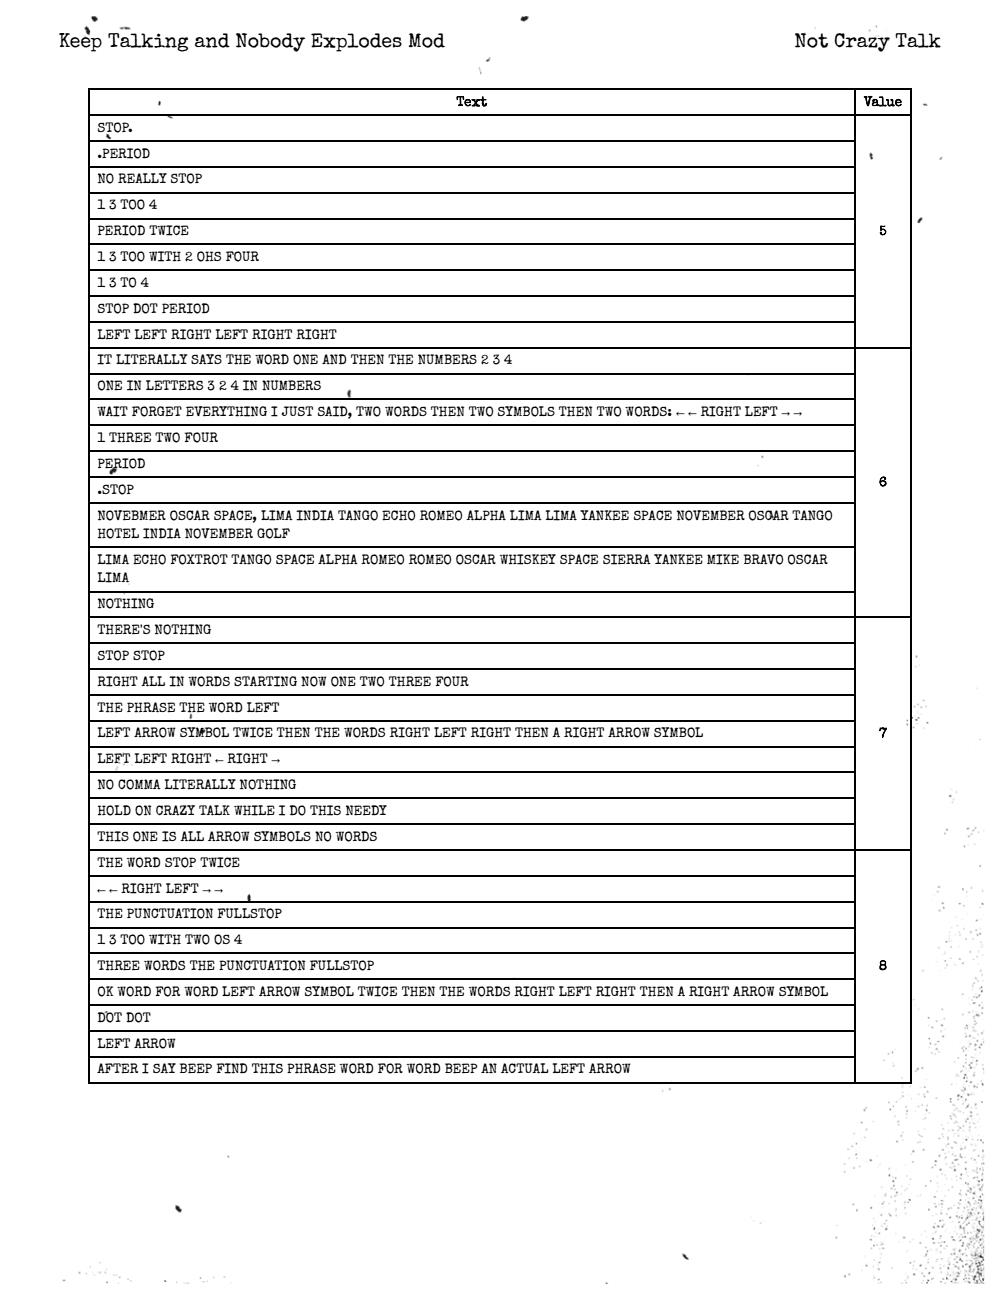 Keep Talking and Nobody Explodes Mod
Not Crazy Talk
Text
Value
STOP.
.PERIOD
NO REALLY STOP
1 3 TOO 4
PERIOD TWICE
1 3 TOO WITH 2 OHS FOUR
1 3 TO 4
STOP DOT PERIOD
LEFT LEFT RIGHT LEFT RIGHT RIGHT
5
IT LITERALLY SAYS THE WORD ONE AND THEN THE NUMBERS 2 3 4
ONE IN LETTERS 3 2 4 IN NUMBERS
WAIT FORGET EVERYTHING I JUST SAID, TWO WORDS THEN TWO SYMBOLS THEN TWO WORDS: ← ← RIGHT LEFT → →
1 THREE TWO FOUR
PERIOD
.STOP
NOVEBMER OSCAR SPACE, LIMA INDIA TANGO ECHO ROMEO ALPHA LIMA LIMA YANKEE SPACE NOVEMBER OSCAR TANGO
HOTEL INDIA NOVEMBER GOLF
LIMA ECHO FOXTROT TANGO SPACE ALPHA ROMEO ROMEO OSCAR WHISKEY SPACE SIERRA YANKEE MIKE BRAVO OSCAR
LIMA
NOTHING
6
THERE'S NOTHING
STOP STOP
RIGHT ALL IN WORDS STARTING NOW ONE TWO THREE FOUR
THE PHRASE THE WORD LEFT
LEFT ARROW SYMBOL TWICE THEN THE WORDS RIGHT LEFT RIGHT THEN A RIGHT ARROW SYMBOL
LEFT LEFT RIGHT ← RIGHT →
NO COMMA LITERALLY NOTHING
HOLD ON CRAZY TALK WHILE I DO THIS NEEDY
THIS ONE IS ALL ARROW SYMBOLS NO WORDS
7
THE WORD STOP TWICE
← ← RIGHT LEFT → →
THE PUNCTUATION FULLSTOP
1 3 TOO WITH TWO OS 4
THREE WORDS THE PUNCTUATION FULLSTOP
OK WORD FOR WORD LEFT ARROW SYMBOL TWICE THEN THE WORDS RIGHT LEFT RIGHT THEN A RIGHT ARROW SYMBOL
DOT DOT
LEFT ARROW
AFTER I SAY BEEP FIND THIS PHRASE WORD FOR WORD BEEP AN ACTUAL LEFT ARROW
8